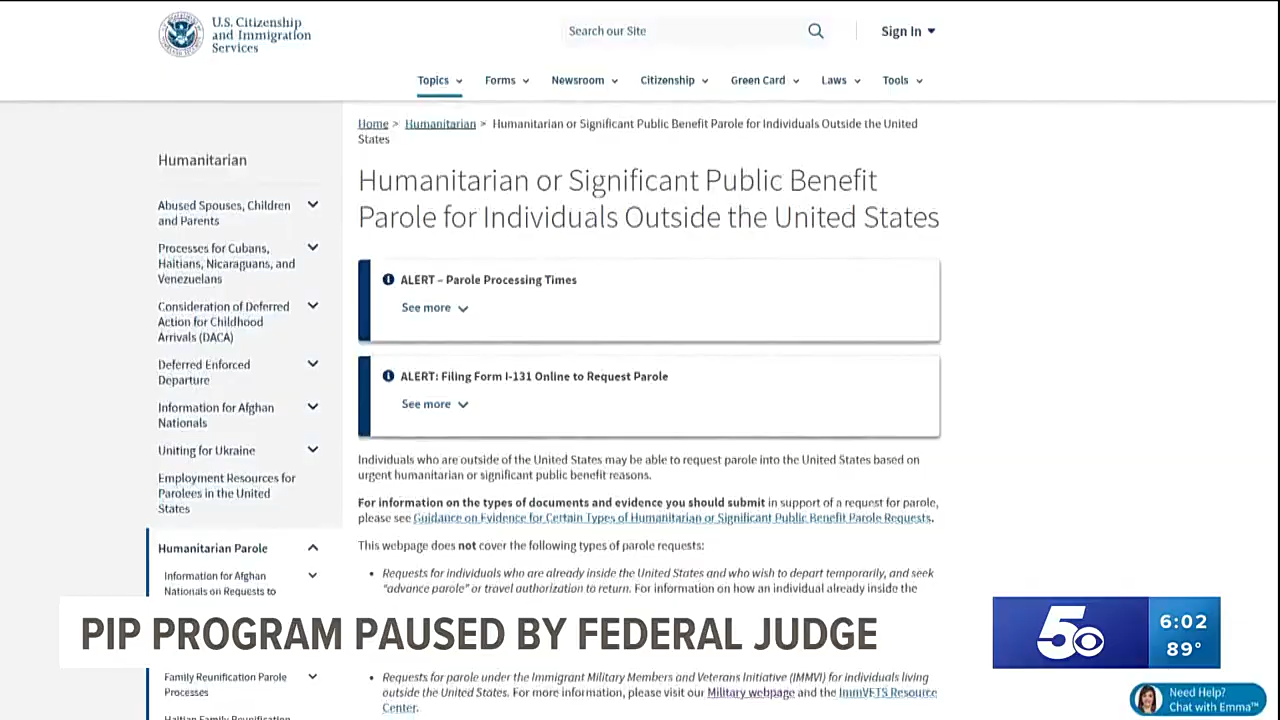 U.S. Citizenship
and Immigration
Services
Search our Site
Sign In
Topics
Forms
Newsroom
Citizenship
Green Card
Laws
Tools
Home > Humanitarian > Humanitarian or Significant Public Benefit Parole for Individuals Outside the United
States
Humanitarian
Abused Spouses, Children
and Parents
Processes for Cubans,
Haitians, Nicaraguans, and
Venezuelans
Consideration of Deferred
Action for Childhood
Arrivals (DACA)
Deferred Enforced
Departure
Information for Afghan
Nationals
Uniting for Ukraine
Employment Resources for
Parolees in the United
States
Humanitarian Parole
Information for Afghan
Nationals on Requests to
Family Reunification Parole
Processes
Haitian Family Reunification
Humanitarian or Significant Public Benefit
Parole for Individuals Outside the United States
ALERT – Parole Processing Times
See more
ALERT: Filing Form I-131 Online to Request Parole
See more
Individuals who are outside of the United States may be able to request parole into the United States based on
urgent humanitarian or significant public benefit reasons.
For information on the types of documents and evidence you should submit in support of a request for parole,
please see Guidance on Evidence for Certain Types of Humanitarian or Significant Public Benefit Parole Requests.
This webpage does not cover the following types of parole requests:
• Requests for individuals who are already inside the United States and who wish to depart temporarily, and seek
“advance parole” or travel authorization to return. For information on how an individual already inside the
• Requests for parole under the Immigrant Military Members and Veterans Initiative (IMMVI) for individuals living
outside the United States. For more information, please visit our Military webpage and the ImmVETS Resource
Center.
PIP PROGRAM PAUSED BY FEDERAL JUDGE
5
6:02
89°
Need Help?
Chat with Emma™